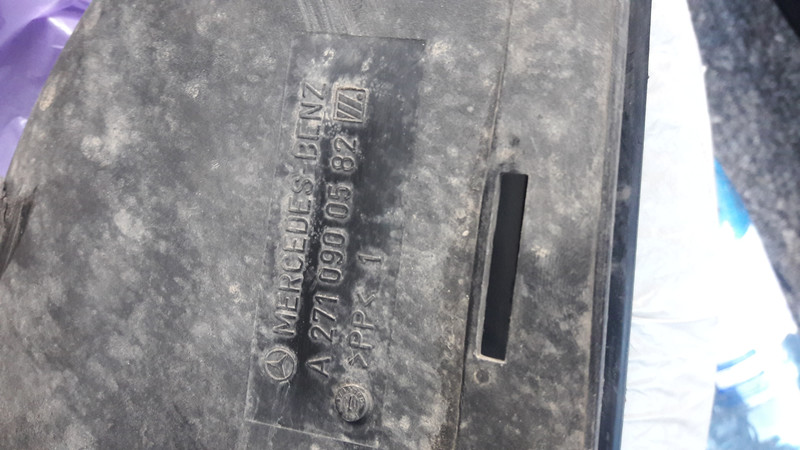 MERCEDES-BENZ
A 271 090 05 82
>PP< 1